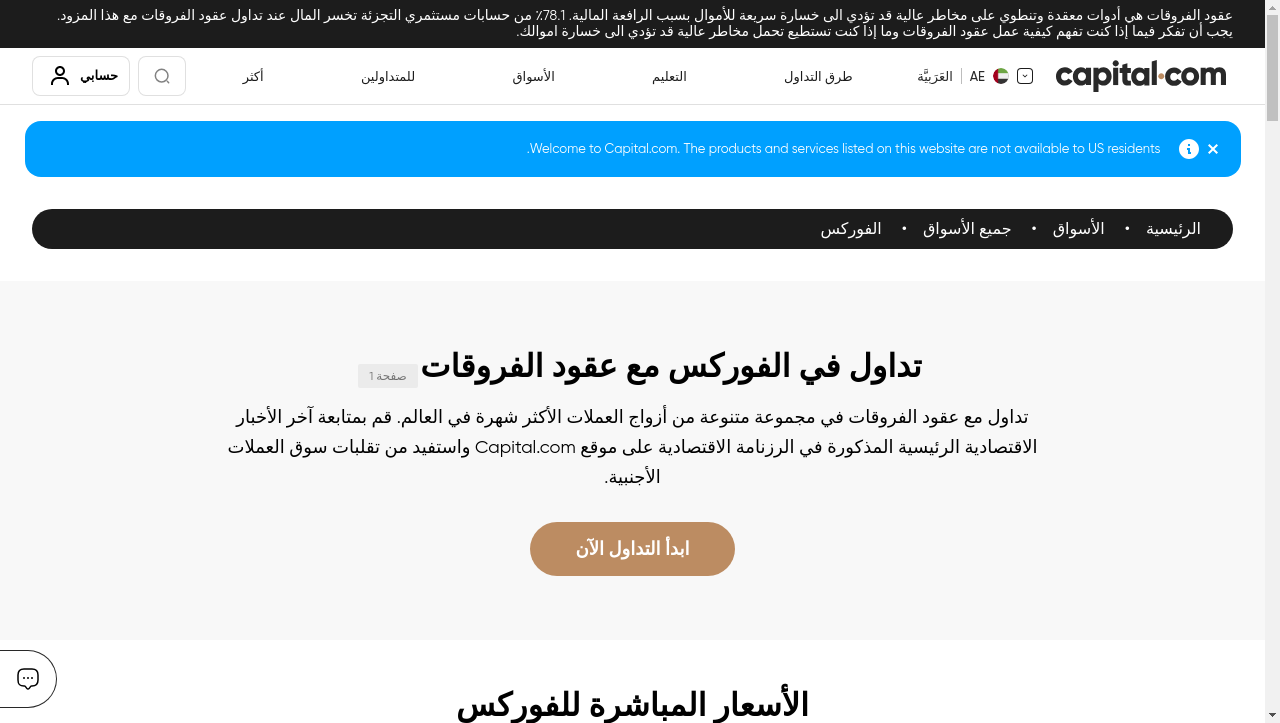 عقود الفروقات هي أدوات معقدة وتنطوي على مخاطر عالية قد تؤدي الى خسارة سريعة للأموال بسبب الرافعة المالية. 78.1٪ من حسابات مستثمري التجزئة تخسر المال عند تداول عقود الفروقات مع هذا المزود.
يجب أن تفكر فيما إذا كنت تفهم كيفية عمل عقود الفروقات وما إذا كنت تستطيع تحمل مخاطر عالية قد تؤدي الى خسارة اموالك.
capital.com
AE العَرَبيَّة
طرق التداول
التعليم
الأسواق
للمتداولين
أكثر
حسابي
Welcome to Capital.com. The products and services listed on this website are not available to US residents.
الرئيسية • الأسواق • جميع الأسواق • الفوركس
تداول في الفوركس مع عقود الفروقات صفحة 1
تداول مع عقود الفروقات في مجموعة متنوعة من أزواج العملات الأكثر شهرة في العالم. قم بمتابعة آخر الأخبار
الاقتصادية الرئيسية المذكورة في الرزنامة الاقتصادية على موقع Capital.com واستفيد من تقلبات سوق العملات
الأجنبية.
ابدأ التداول الآن
الأسعار المباشرة للفوركس